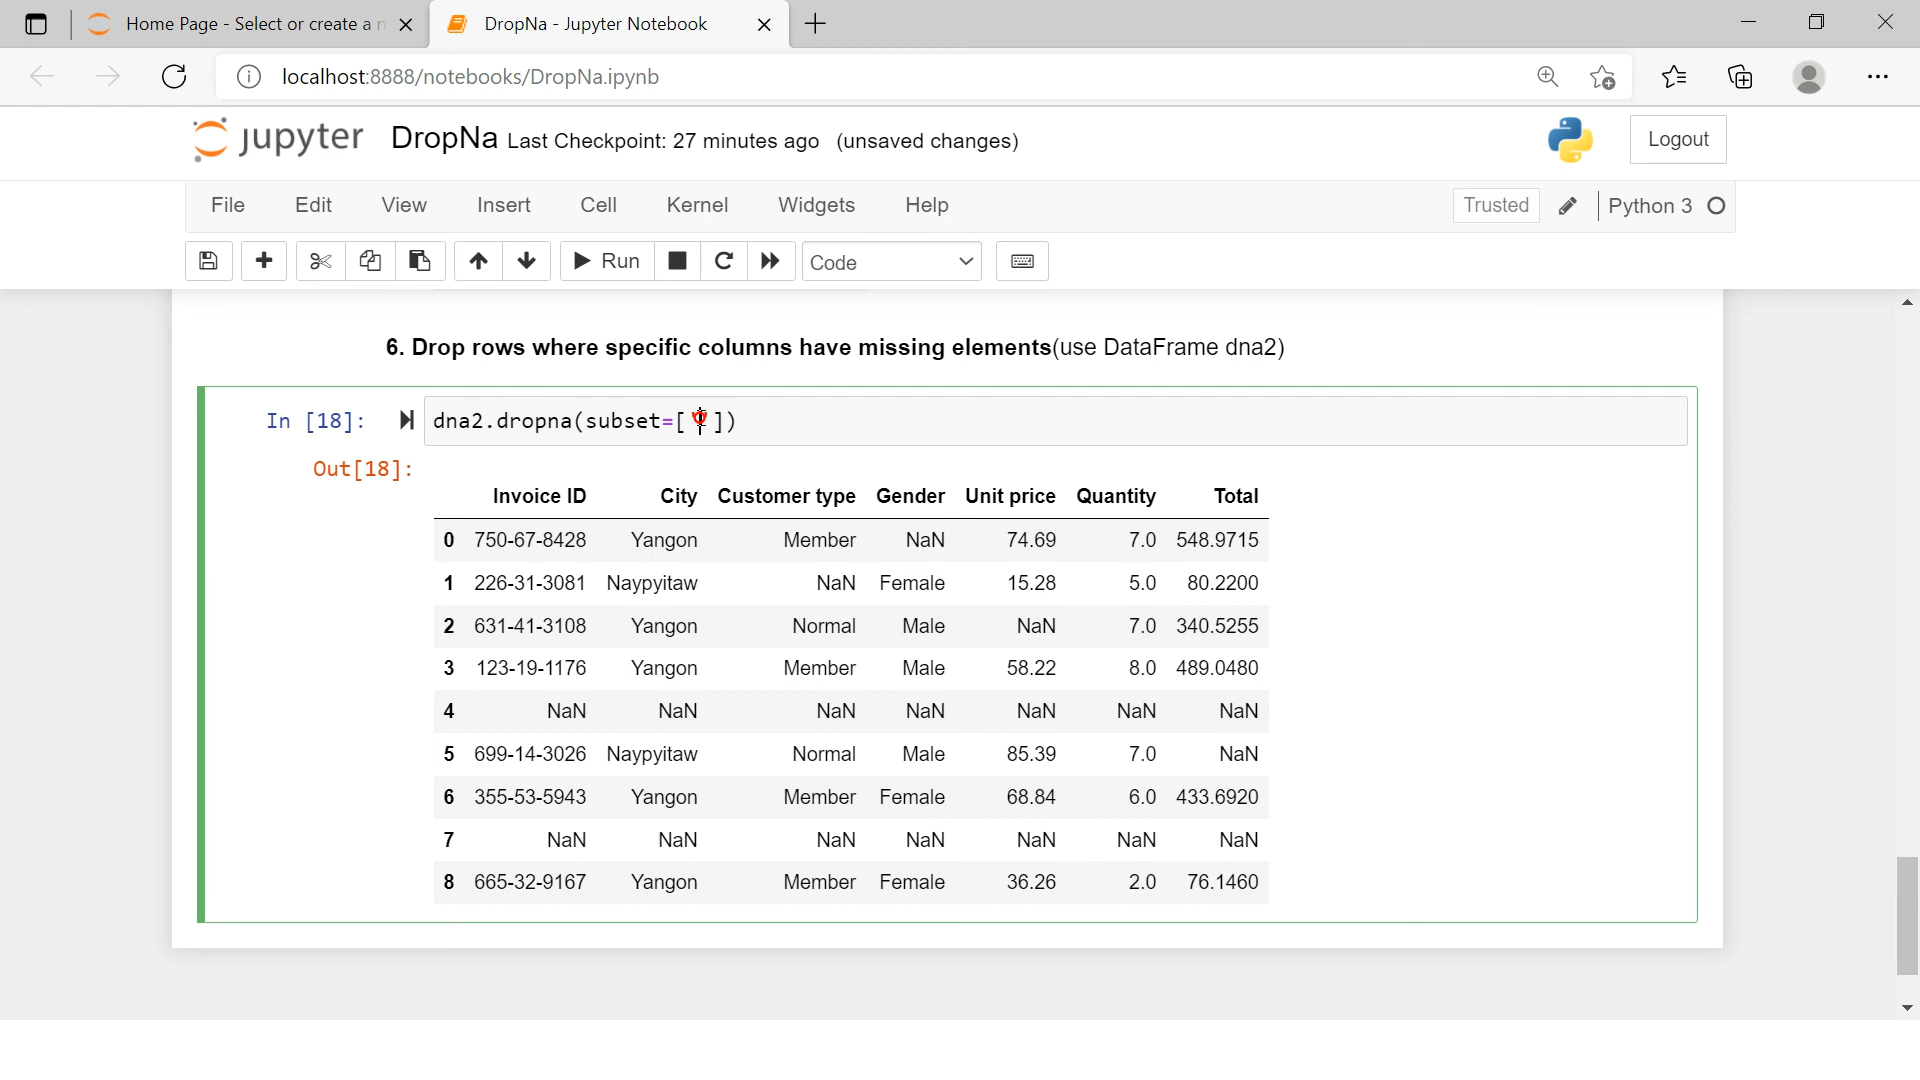 Home Page - Select or create a n
DropNa - Jupyter Notebook
localhost:8888/notebooks/DropNa.ipynb
jupyter DropNa Last Checkpoint: 27 minutes ago (unsaved changes)
Logout
File Edit View Insert Cell Kernel Widgets Help
Trusted
Python 3
Run
Code
6. Drop rows where specific columns have missing elements(use DataFrame dna2)
In [18]:
dna2.dropna(subset=[ ])
Out[18]:
Invoice ID City Customer type Gender Unit price Quantity Total
0 750-67-8428 Yangon Member NaN 74.69 7.0 548.9715
1 226-31-3081 Naypyitaw NaN Female 15.28 5.0 80.2200
2 631-41-3108 Yangon Normal Male NaN 7.0 340.5255
3 123-19-1176 Yangon Member Male 58.22 8.0 489.0480
4 NaN NaN NaN NaN NaN NaN NaN
5 699-14-3026 Naypyitaw Normal Male 85.39 7.0 NaN
6 355-53-5943 Yangon Member Female 68.84 6.0 433.6920
7 NaN NaN NaN NaN NaN NaN NaN
8 665-32-9167 Yangon Member Female 36.26 2.0 76.1460